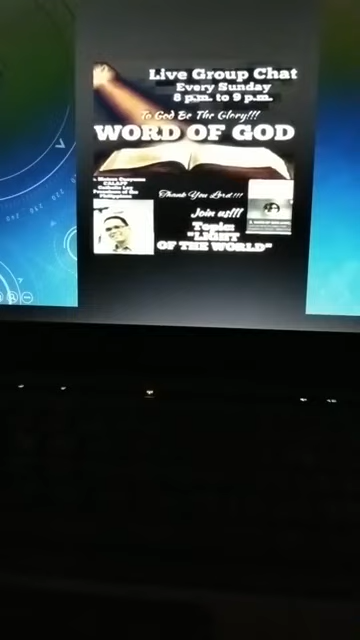 Live Group Chat
Every Sunday
8 p.m. to 9 p.m.
To God Be The Glory!!!
WORD OF GOD
Thank You Lord!!!
Join us!!!
Topic:
"LIGHT
OF THE WORLD"
Philippines